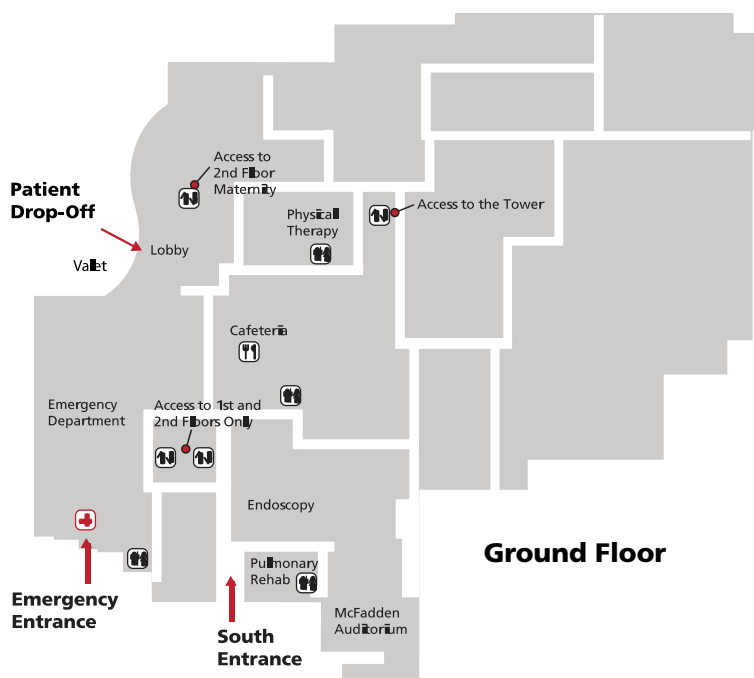 Access to
2nd Floor
Maternity
Patient
Drop-Off
Physical
Therapy
Access to the Tower
Lobby
Valet
Cafeteria
Emergency
Department
Access to 1st and
2nd Floors Only
Endoscopy
Ground Floor
Pulmonary
Rehab
Emergency
Entrance
McFadden
Auditorium
South
Entrance